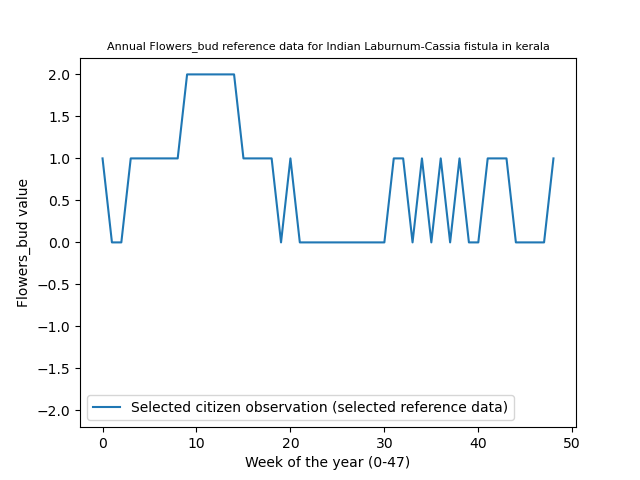 Annual Flowers_bud reference data for Indian Laburnum-Cassia fistula in kerala
2.0
1.5
1.0
0.5
0.0
−0.5
−1.0
−1.5
−2.0
Flowers_bud value
Selected citizen observation (selected reference data)
0 10 20 30 40 50
Week of the year (0-47)